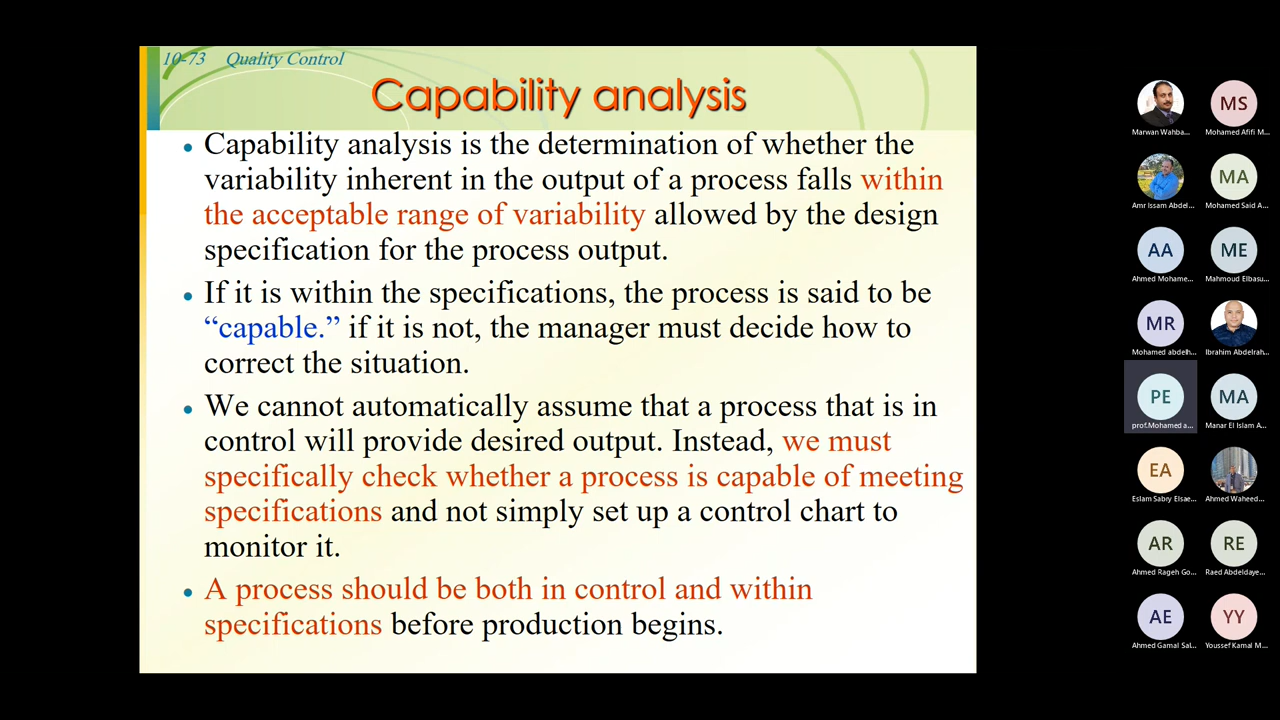 10-73 Quality Control
Capability analysis
• Capability analysis is the determination of whether the
variability inherent in the output of a process falls within
the acceptable range of variability allowed by the design
specification for the process output.
• If it is within the specifications, the process is said to be
“capable.” if it is not, the manager must decide how to
correct the situation.
• We cannot automatically assume that a process that is in
control will provide desired output. Instead, we must
specifically check whether a process is capable of meeting
specifications and not simply set up a control chart to
monitor it.
• A process should be both in control and within
specifications before production begins.
MS
Marwan Wahba... Mohamed Afifi M...
MA
Amr Issam Abdel... Mohamed Said A...
AA ME
Ahmed Mohame... Mahmoud Elbasu...
MR
Mohamed abdelh... Ibrahim Abdelrah...
PE MA
prof.Mohamed a... Manar El Islam A...
EA
Eslam Sabry Elsae... Ahmed Waheed...
AR RE
Ahmed Rageh Go... Raed Abdeldaye...
AE YY
Ahmed Gamal Sal... Youssef Kamal M...